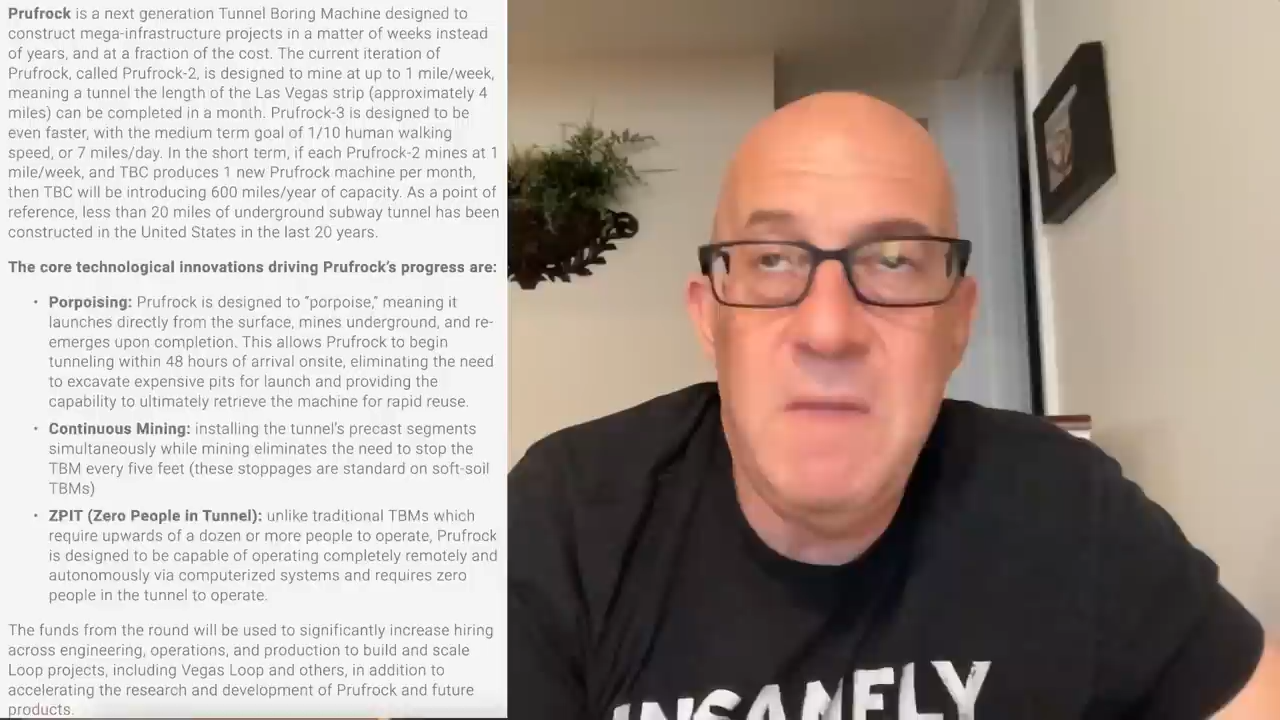 Prufrock is a next generation Tunnel Boring Machine designed to
construct mega-infrastructure projects in a matter of weeks instead
of years, and at a fraction of the cost. The current iteration of
Prufrock, called Prufrock-2, is designed to mine at up to 1 mile/week,
meaning a tunnel the length of the Las Vegas strip (approximately 4
miles) can be completed in a month. Prufrock-3 is designed to be
even faster, with the medium term goal of 1/10 human walking
speed, or 7 miles/day. In the short term, if each Prufrock-2 mines at 1
mile/week, and TBC produces 1 new Prufrock machine per month,
then TBC will be introducing 600 miles/year of capacity. As a point of
reference, less than 20 miles of underground subway tunnel has been
constructed in the United States in the last 20 years.
The core technological innovations driving Prufrock's progress are:
• Porpoising: Prufrock is designed to “porpoise,” meaning it
launches directly from the surface, mines underground, and re-
emerges upon completion. This allows Prufrock to begin
tunneling within 48 hours of arrival onsite, eliminating the need
to excavate expensive pits for launch and providing the
capability to ultimately retrieve the machine for rapid reuse.
• Continuous Mining: installing the tunnel's precast segments
simultaneously while mining eliminates the need to stop the
TBM every five feet (these stoppages are standard on soft-soil
TBMs)
• ZPIT (Zero People in Tunnel): unlike traditional TBMs which
require upwards of a dozen or more people to operate, Prufrock
is designed to be capable of operating completely remotely and
autonomously via computerized systems and requires zero
people in the tunnel to operate.
The funds from the round will be used to significantly increase hiring
across engineering, operations, and production to build and scale
Loop projects, including Vegas Loop and others, in addition to
accelerating the research and development of Prufrock and future
products.
INSANELY